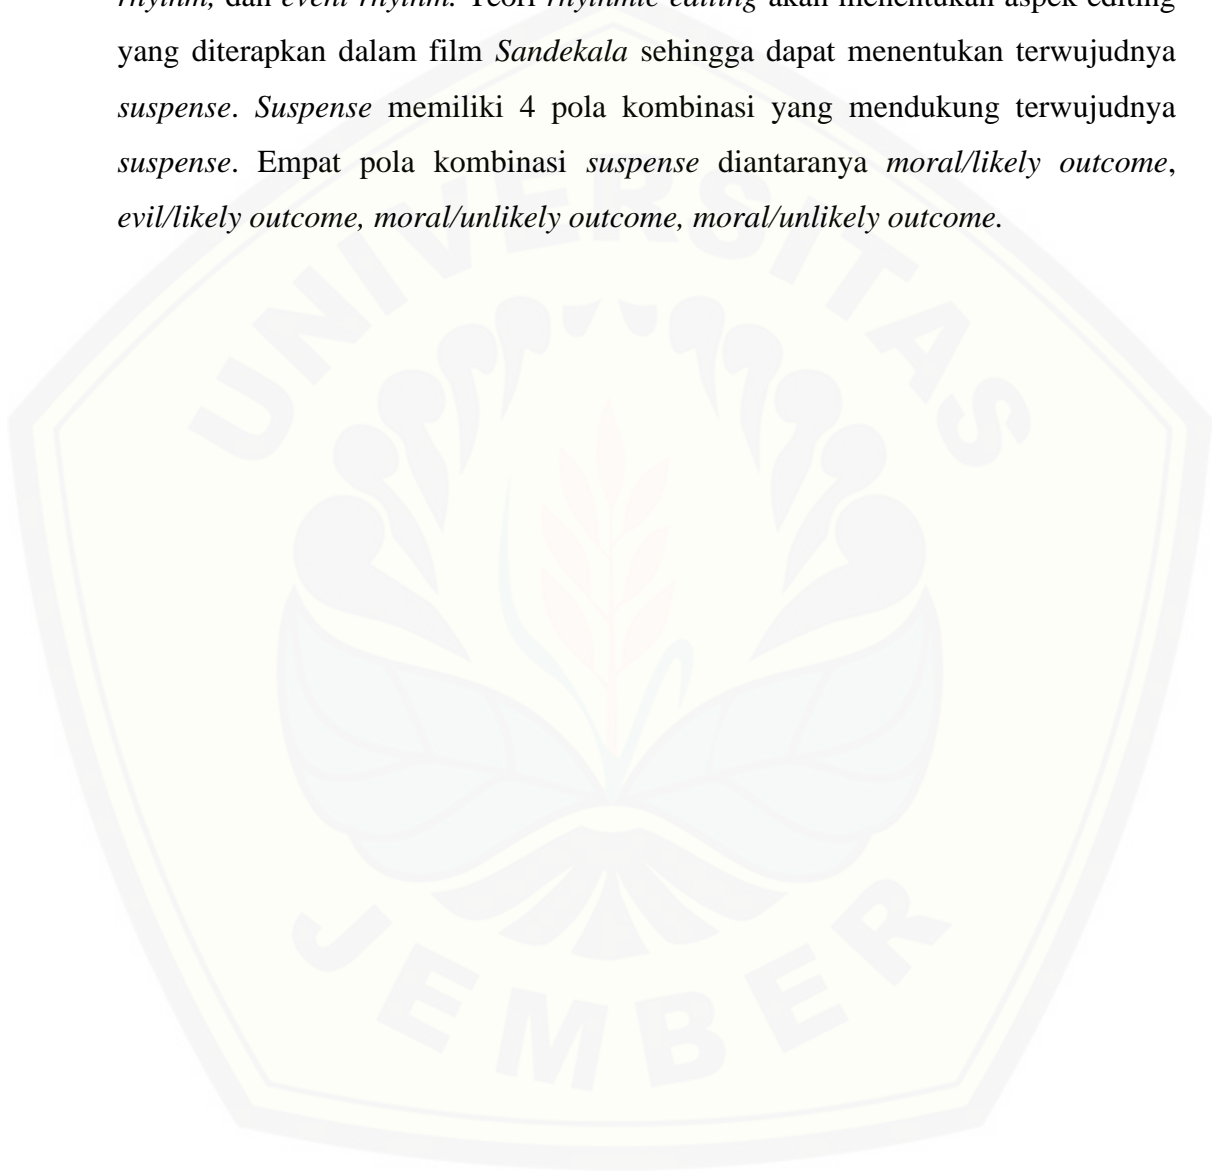 rhythm, dan event rhythm. Teori rhythmic editing akan menentukan aspek editing
yang diterapkan dalam film Sandekala sehingga dapat menentukan terwujudnya
suspense. Suspense memiliki 4 pola kombinasi yang mendukung terwujudnya
suspense. Empat pola kombinasi suspense diantaranya moral/likely outcome,
evil/likely outcome, moral/unlikely outcome, moral/unlikely outcome.
UNIVERSITAS
JEMBER